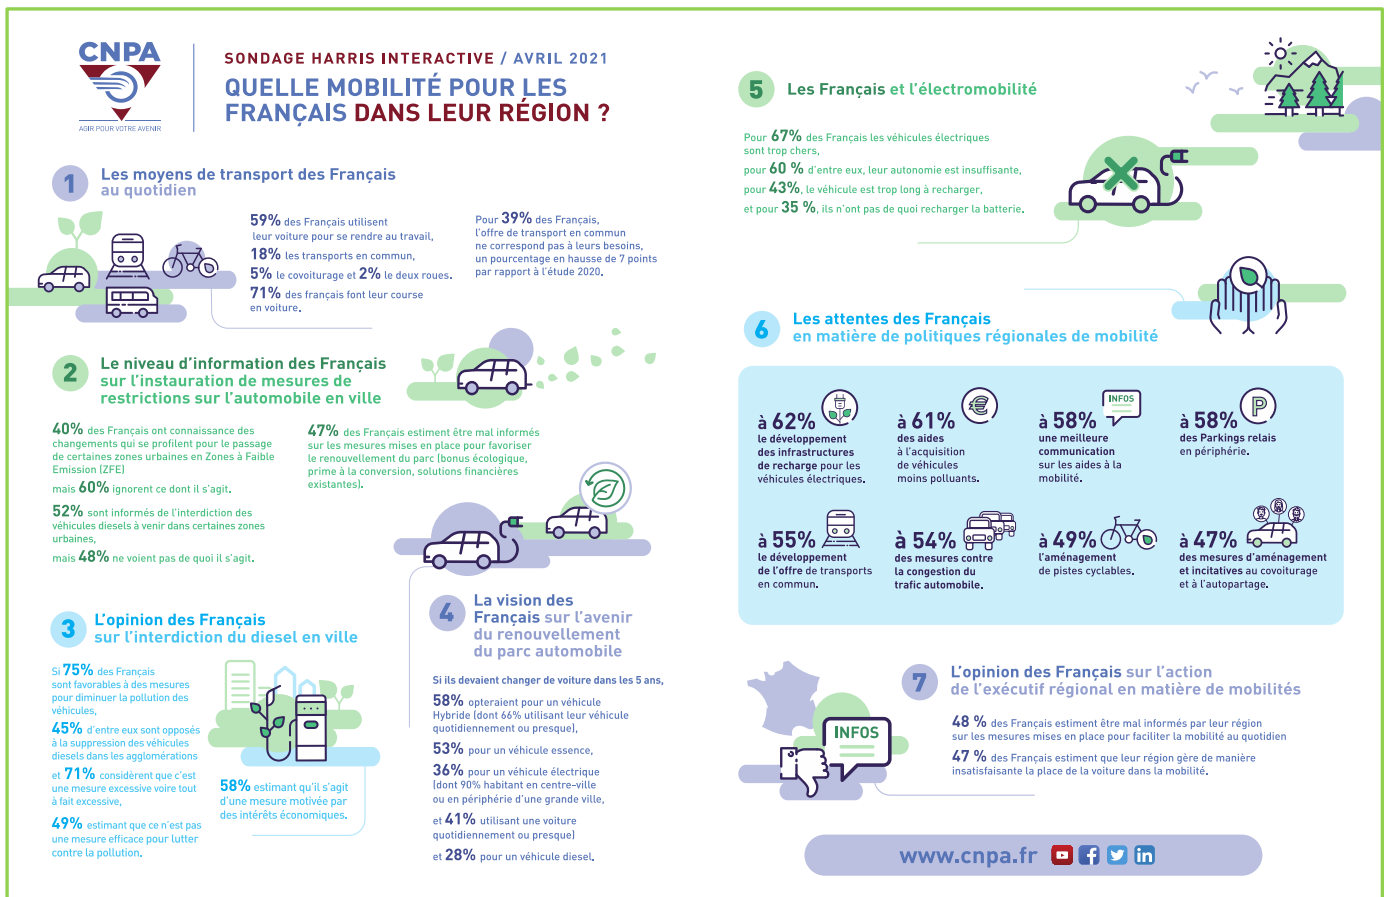 CNPA
AGIR POUR VOTRE AVENIR
SONDAGE HARRIS INTERACTIVE / AVRIL 2021
QUELLE MOBILITÉ POUR LES
FRANÇAIS DANS LEUR RÉGION ?
1
Les moyens de transport des Français
au quotidien
59% des Français utilisent
leur voiture pour se rendre au travail,
18% les transports en commun,
5% le covoiturage et 2% le deux roues.
71% des français font leur course
en voiture.
Pour 39% des Français,
l'offre de transport en commun
ne correspond pas à leurs besoins,
un pourcentage en hausse de 7 points
par rapport à l'étude 2020.
2
Le niveau d'information des Français
sur l'instauration de mesures de
restrictions sur l'automobile en ville
40% des Français ont connaissance des
changements qui se profilent pour le passage
de certaines zones urbaines en Zones à Faible
Emission (ZFE)
mais 60% ignorent ce dont il s'agit.
52% sont informés de l'interdiction des
véhicules diesels à venir dans certaines zones
urbaines,
mais 48% ne voient pas de quoi il s'agit.
47% des Français estiment être mal informés
sur les mesures mises en place pour favoriser
le renouvellement du parc (bonus écologique,
prime à la conversion, solutions financières
existantes).
3
L'opinion des Français
sur l'interdiction du diesel en ville
Si 75% des Français
sont favorables à des mesures
pour diminuer la pollution des
véhicules,
45% d'entre eux sont opposés
à la suppression des véhicules
diesels dans les agglomérations
et 71% considèrent que c'est
une mesure excessive voire tout
à fait excessive,
49% estimant que ce n'est pas
une mesure efficace pour lutter
contre la pollution.
58% estimant qu'il s'agit
d'une mesure motivée par
des intérêts économiques.
4
La vision des
Français sur l'avenir
du renouvellement
du parc automobile
Si ils devaient changer de voiture dans les 5 ans,
58% opteraient pour un véhicule
Hybride (dont 66% utilisant leur véhicule
quotidiennement ou presque),
53% pour un véhicule essence,
36% pour un véhicule électrique
(dont 90% habitant en centre-ville
ou en périphérie d'une grande ville,
et 41% utilisant une voiture
quotidiennement ou presque)
et 28% pour un véhicule diesel.
5
Les Français et l'électromobilité
Pour 67% des Français les véhicules électriques
sont trop chers,
pour 60 % d'entre eux, leur autonomie est insuffisante,
pour 43%, le véhicule est trop long à recharger,
et pour 35 %, ils n'ont pas de quoi recharger la batterie.
6
Les attentes des Français
en matière de politiques régionales de mobilité
à 62%
le développement
des infrastructures
de recharge pour les
véhicules électriques.
€
à 61%
des aides
à l'acquisition
de véhicules
moins polluants.
INFOS
à 58%
une meilleure
communication
sur les aides à la
mobilité.
P
à 58%
des Parkings relais
en périphérie.
à 55%
le développement
de l'offre de transports
en commun.
à 54%
des mesures contre
la congestion du
trafic automobile.
à 49%
l'aménagement
de pistes cyclables.
à 47%
des mesures d'aménagement
et incitatives au covoiturage
et à l'autopartage.
7
L'opinion des Français sur l'action
de l'exécutif régional en matière de mobilités
INFOS
48 % des Français estiment être mal informés par leur région
sur les mesures mises en place pour faciliter la mobilité au quotidien
47 % des Français estiment que leur région gère de manière
insatisfaisante la place de la voiture dans la mobilité.
www.cnpa.fr